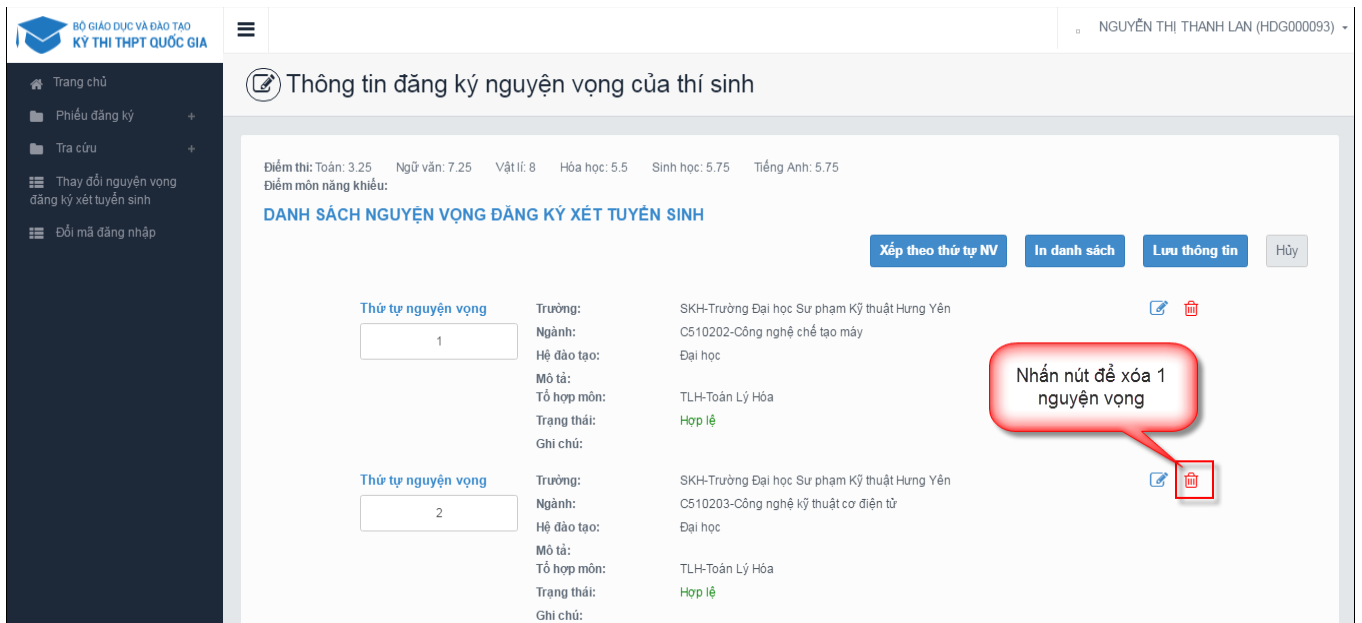 BỘ GIÁO DỤC VÀ ĐÀO TẠO
KỲ THI THPT QUỐC GIA
NGUYỄN THỊ THANH LAN (HDG000093)
Trang chủ
Phiếu đăng ký +
Tra cứu +
Thay đổi nguyện vọng
đăng ký xét tuyển sinh
Đổi mã đăng nhập
Thông tin đăng ký nguyện vọng của thí sinh
Điểm thi: Toán: 3.25 Ngữ văn: 7.25 Vật lí: 8 Hóa học: 5.5 Sinh học: 5.75 Tiếng Anh: 5.75
Điểm môn năng khiếu:
DANH SÁCH NGUYỆN VỌNG ĐĂNG KÝ XÉT TUYỂN SINH
Xếp theo thứ tự NV In danh sách Lưu thông tin Hủy
Thứ tự nguyện vọng
1
Trường: SKH-Trường Đại học Sư phạm Kỹ thuật Hưng Yên
Ngành: C510202-Công nghệ chế tạo máy
Hệ đào tạo: Đại học
Mô tả:
Tổ hợp môn: TLH-Toán Lý Hóa
Trạng thái: Hợp lệ
Ghi chú:
Nhấn nút để xóa 1
nguyện vọng
Thứ tự nguyện vọng
2
Trường: SKH-Trường Đại học Sư phạm Kỹ thuật Hưng Yên
Ngành: C510203-Công nghệ kỹ thuật cơ điện tử
Hệ đào tạo: Đại học
Mô tả:
Tổ hợp môn: TLH-Toán Lý Hóa
Trạng thái: Hợp lệ
Ghi chú: